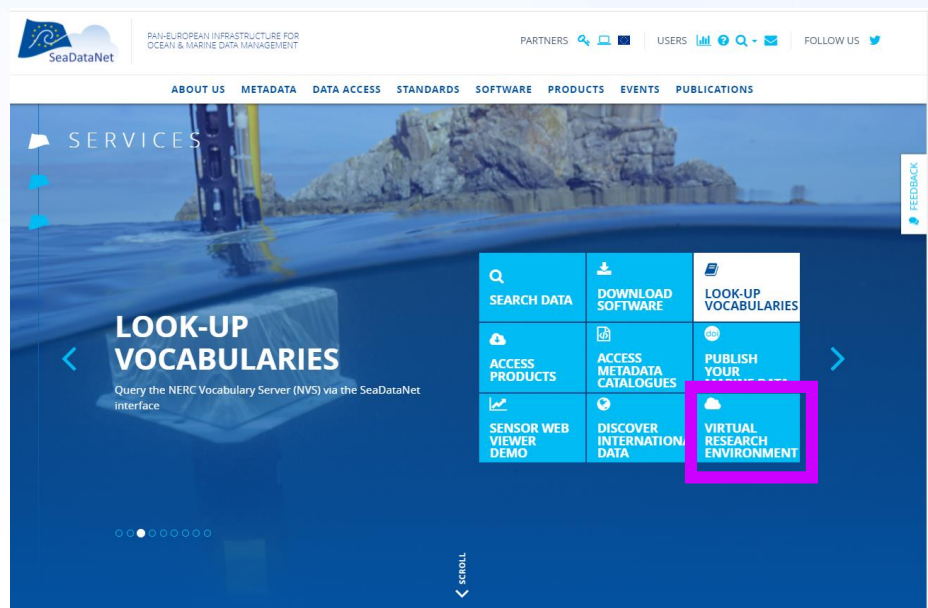 SeaDataNet
PAN-EUROPEAN INFRASTRUCTURE FOR
OCEAN & MARINE DATA MANAGEMENT
PARTNERS
USERS
FOLLOW US
ABOUT US METADATA DATA ACCESS STANDARDS SOFTWARE PRODUCTS EVENTS PUBLICATIONS
SERVICES
FEEDBACK
LOOK-UP
VOCABULARIES
Query the NERC Vocabulary Server (NVS) via the SeaDataNet
interface
SEARCH DATA
DOWNLOAD
SOFTWARE
LOOK-UP
VOCABULARIES
ACCESS
PRODUCTS
ACCESS
METADATA
CATALOGUES
doi
PUBLISH
YOUR
MARINE DATA
SENSOR WEB
VIEWER
DEMO
DISCOVER
INTERNATIONA
DATA
VIRTUAL
RESEARCH
ENVIRONMENT
SCROLL